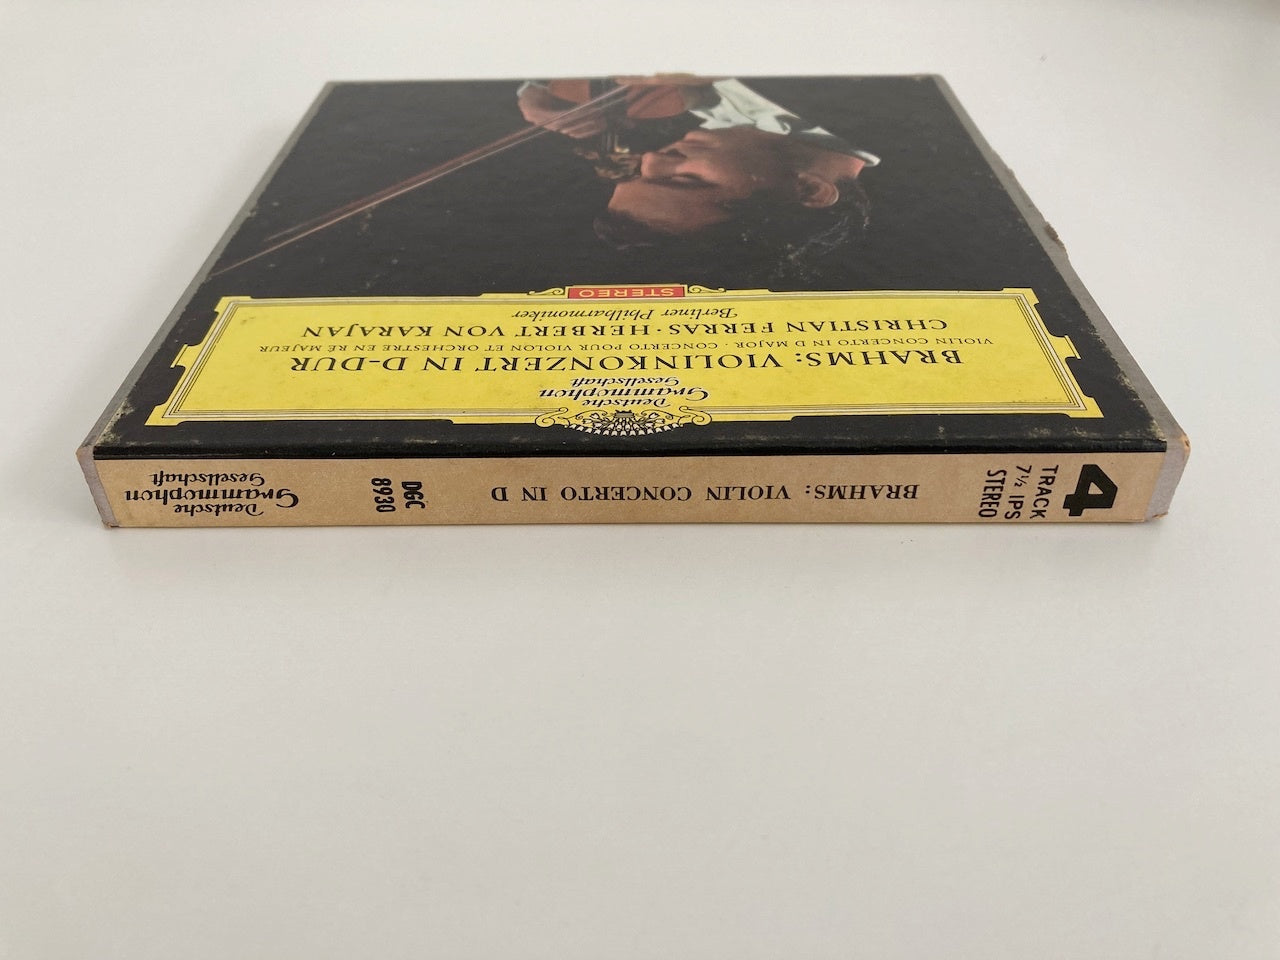 Deutsche
Grammophon
Gesellschaft
BRAHMS: VIOLINKONZERT IN D-DUR
VIOLIN CONCERTO IN D MAJOR · CONCERTO POUR VIOLON ET ORCHESTRE EN RÉ MAJEUR
CHRISTIAN FERRAS · HERBERT VON KARAJAN
Berliner Philharmoniker
STEREO
4
TRACK
7½ IPS
STEREO
BRAHMS: VIOLIN CONCERTO IN D
DGC
8930
Deutsche
Grammophon
Gesellschaft